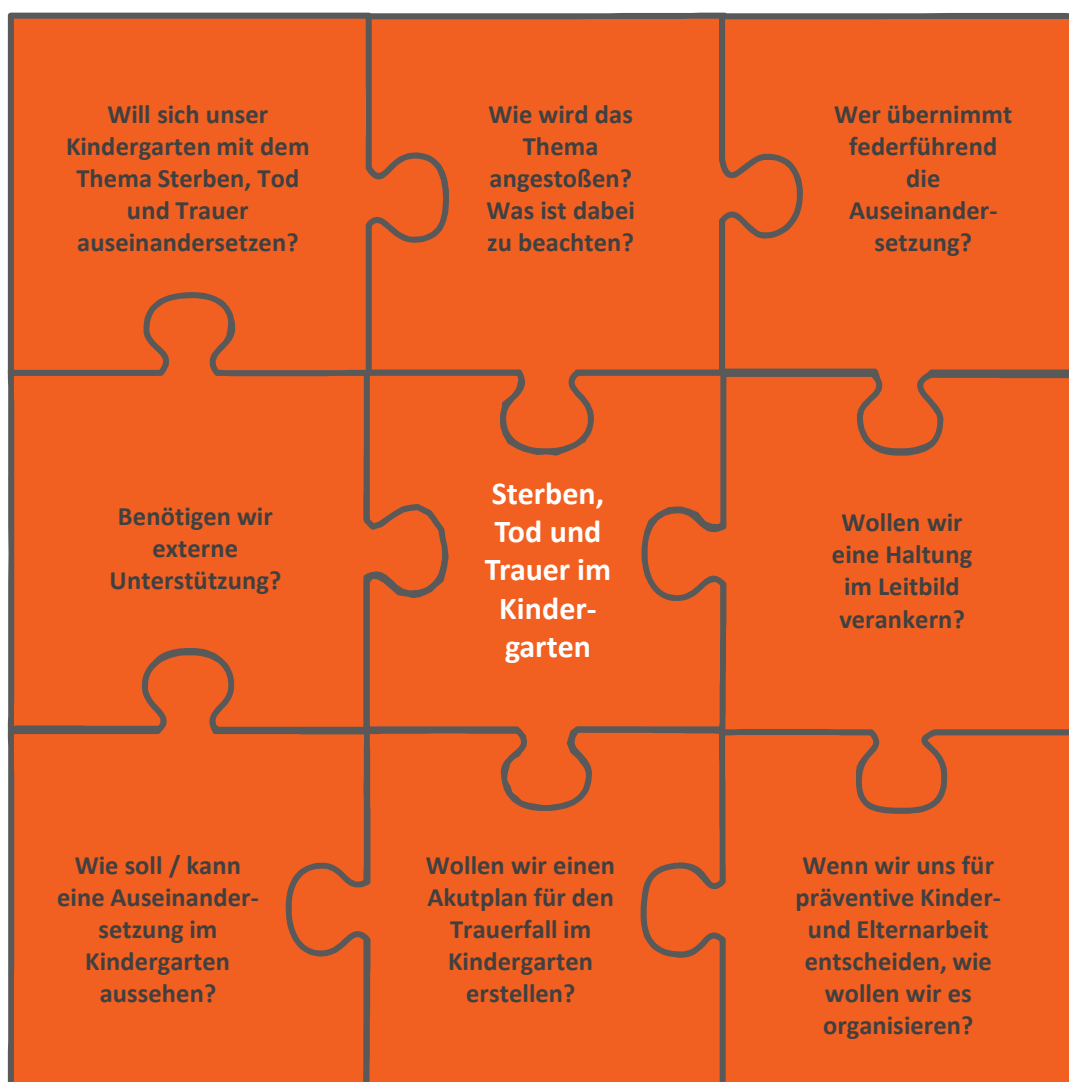 Will sich unser
Kindergarten mit dem
Thema Sterben, Tod
und Trauer
auseinandersetzen?
Wie wird das
Thema
angestoßen?
Was ist dabei
zu beachten?
Wer übernimmt
federführend
die
Auseinander-
setzung?
Benötigen wir
externe
Unterstützung?
Sterben,
Tod und
Trauer im
Kinder-
garten
Wollen wir
eine Haltung
im Leitbild
verankern?
Wie soll / kann
eine Auseinander-
setzung im
Kindergarten
aussehen?
Wollen wir einen
Akutplan für den
Trauerfall im
Kindergarten
erstellen?
Wenn wir uns für
präventive Kinder-
und Elternarbeit
entscheiden, wie
wollen wir es
organisieren?